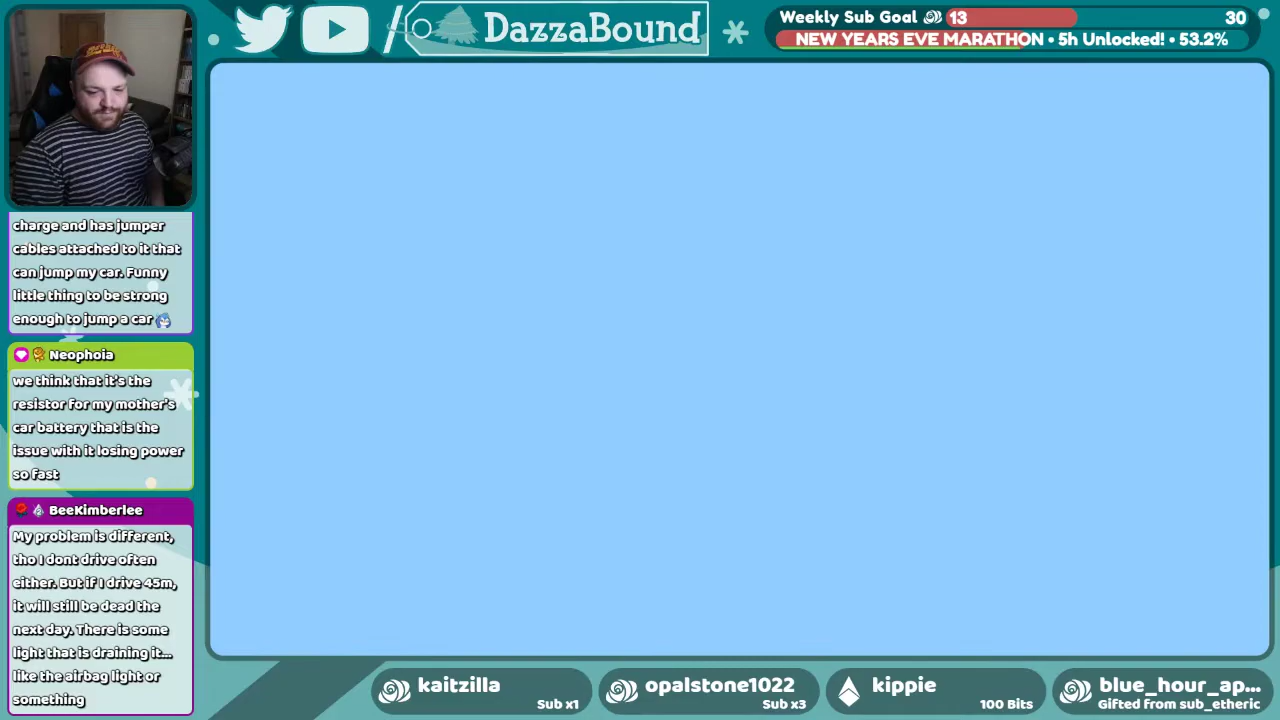 / DazzaBound
Weekly Sub Goal 13 30
NEW YEARS EVE MARATHON • 5h Unlocked! • 53.2%
charge and has jumper
cables attached to it that
can jump my car. Funny
little thing to be strong
enough to jump a car
Neophoia
we think that it's the
resistor for my mother's
car battery that is the
issue with it losing power
so fast
BeeKimberlee
My problem is different,
tho I dont drive often
either. But if I drive 45m,
it will still be dead the
next day. There is some
light that is draining it...
like the airbag light or
something
kaitzilla
Sub x1
opalstone1022
Sub x3
kippie
100 Bits
blue_hour_ap...
Gifted from sub_etheric